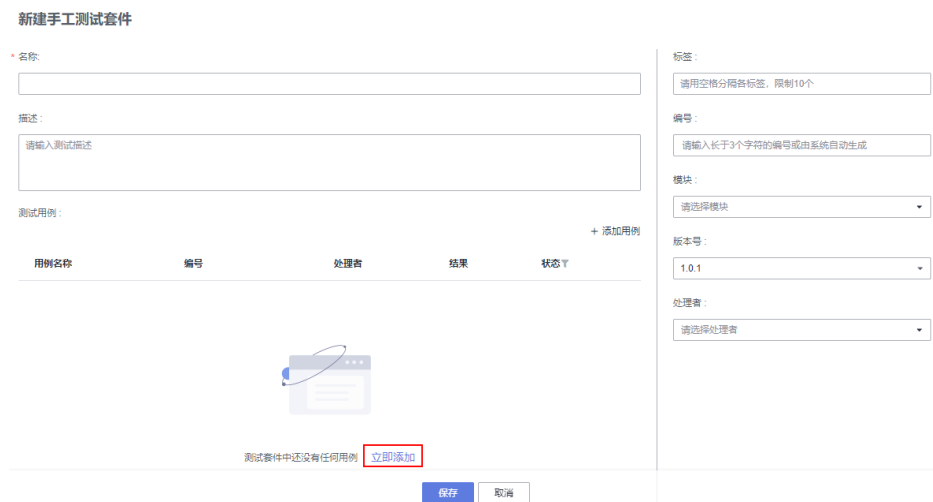 新建手工测试套件
* 名称:
描述 :
请输入测试描述
测试用例 :
+ 添加用例
用例名称 编号 处理者 结果 状态
测试套件中还没有任何用例 立即添加
保存 取消
标签 :
请用空格分隔各标签，限制10个
编号 :
请输入长于3个字符的编号或由系统自动生成
模块 :
请选择模块
版本号 :
1.0.1
处理者 :
请选择处理者